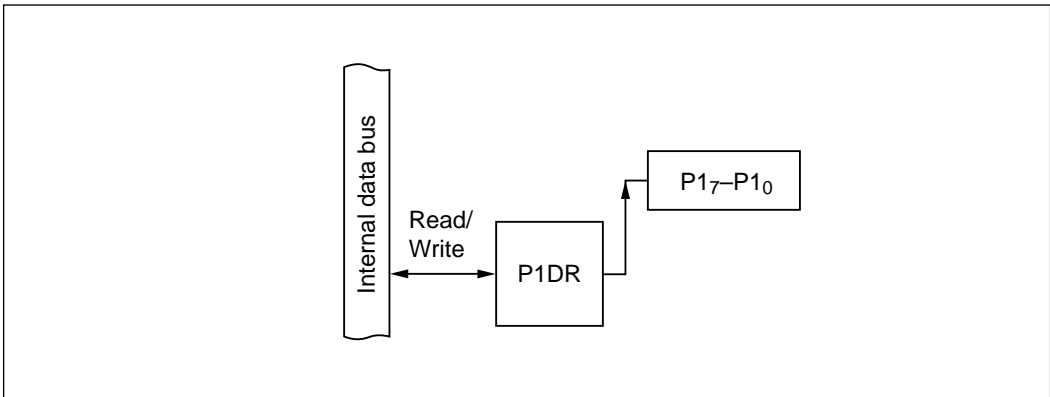 Internal data bus
Read/
Write
P1DR
P1₇–P1₀